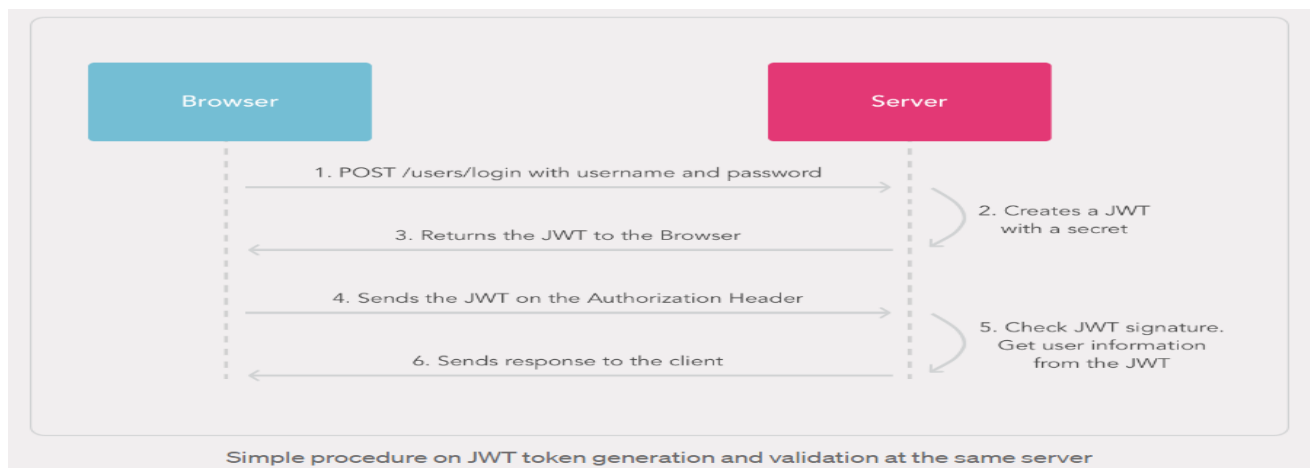 Browser
Server
1. POST /users/login with username and password
2. Creates a JWT
with a secret
3. Returns the JWT to the Browser
4. Sends the JWT on the Authorization Header
5. Check JWT signature.
Get user information
from the JWT
6. Sends response to the client
Simple procedure on JWT token generation and validation at the same server